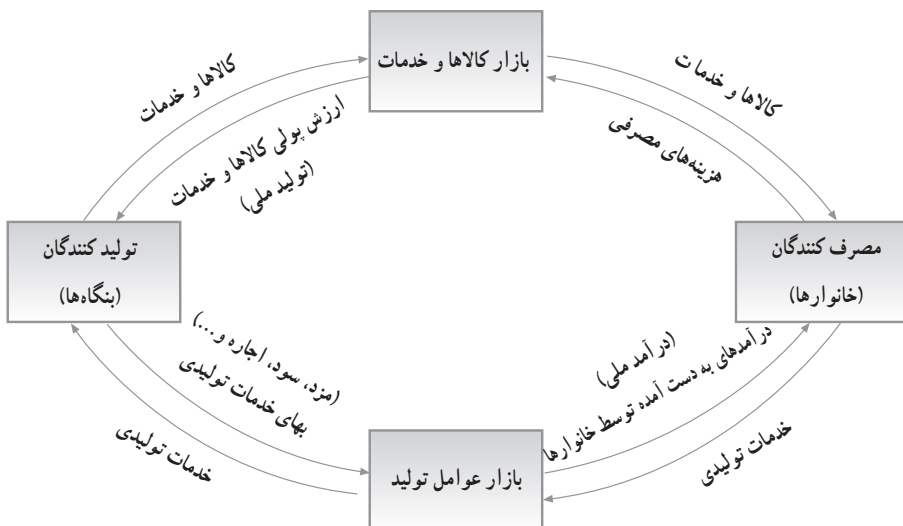 بازار کالاها و خدمات
کالاها و خدمات
کالاها و خدمات
ارزش پولی کالاها و خدمات
(تولید ملی)
هزینه‌های مصرفی
تولید کنندگان
(بنگاه‌ها)
مصرف کنندگان
(خانوارها)
(مزد، سود، اجاره و...)
بهای خدمات تولیدی
خدمات تولیدی
(درآمد ملی)
درآمدهای به دست آمده توسط خانوارها
خدمات تولیدی
بازار عوامل تولید